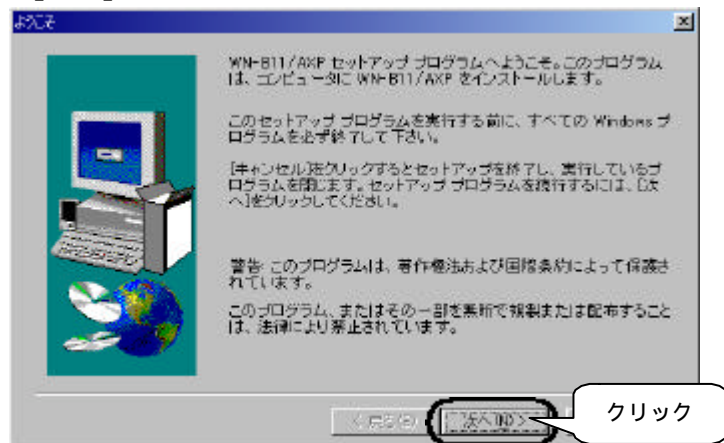 ようこそ
WN-B11/AXP セットアップ プログラムへようこそ。このプログラム
は、コンピュータに WN-B11/AXP をインストールします。
このセットアップ プログラムを実行する前に、すべての Windows プ
ログラムを必ず終了して下さい。
[キャンセル]をクリックするとセットアップを終了し、実行しているプ
ログラムを閉じます。セットアップ プログラムを続行するには、[次
へ]をクリックしてください。
警告: このプログラムは、著作権法および国際条約によって保護さ
れています。
このプログラム、またはその一部を無断で複製または配布すること
は、法律により禁止されています。
< 戻る(B)
次へ(N) >
クリック